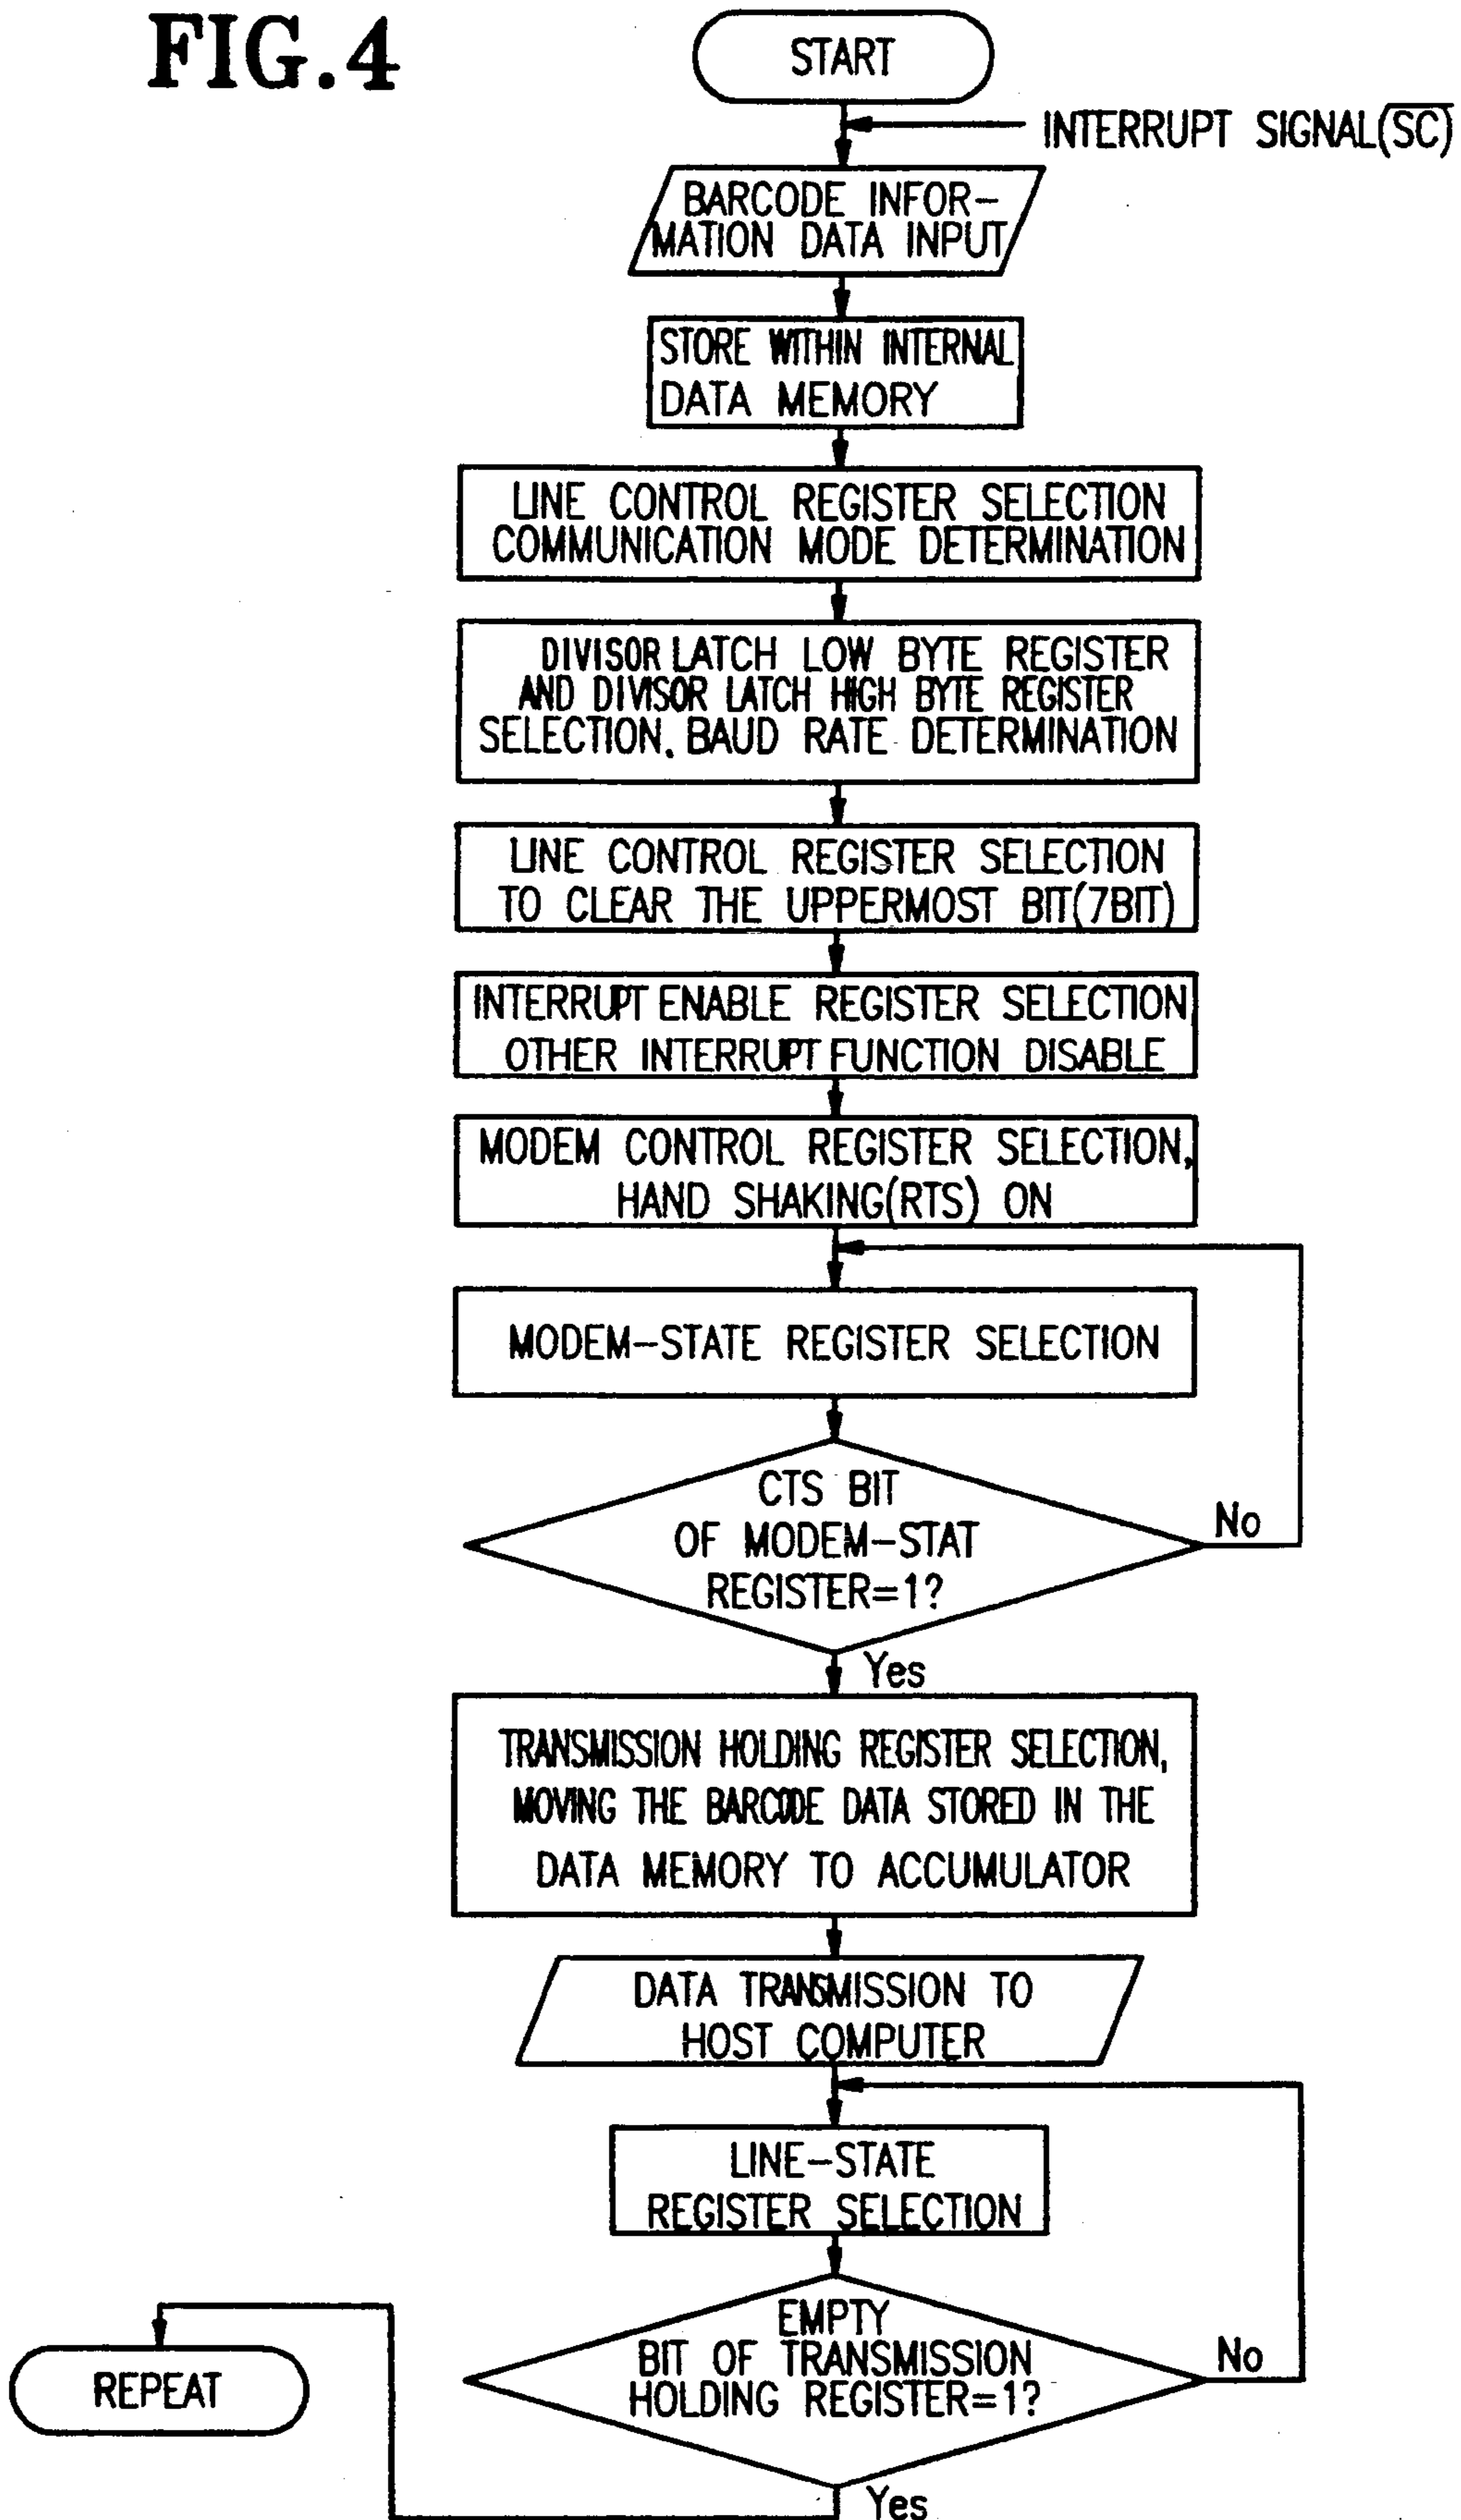 FIG.4
START
INTERRUPT SIGNAL(S̅C̅)
BARCODE INFOR-
MATION DATA INPUT
STORE WITHIN INTERNAL
DATA MEMORY
LINE CONTROL REGISTER SELECTION
COMMUNICATION MODE DETERMINATION
DIVISOR LATCH LOW BYTE REGISTER
AND DIVISOR LATCH HIGH BYTE REGISTER
SELECTION, BAUD RATE DETERMINATION
LINE CONTROL REGISTER SELECTION
TO CLEAR THE UPPERMOST BIT(7BIT)
INTERRUPT ENABLE REGISTER SELECTION
OTHER INTERRUPT FUNCTION DISABLE
MODEM CONTROL REGISTER SELECTION,
HAND SHAKING(RTS) ON
MODEM-STATE REGISTER SELECTION
CTS BIT
OF MODEM-STAT
REGISTER=1?
No
Yes
TRANSMISSION HOLDING REGISTER SELECTION,
MOVING THE BARCODE DATA STORED IN THE
DATA MEMORY TO ACCUMULATOR
DATA TRANSMISSION TO
HOST COMPUTER
LINE-STATE
REGISTER SELECTION
EMPTY
BIT OF TRANSMISSION
HOLDING REGISTER=1?
No
Yes
REPEAT